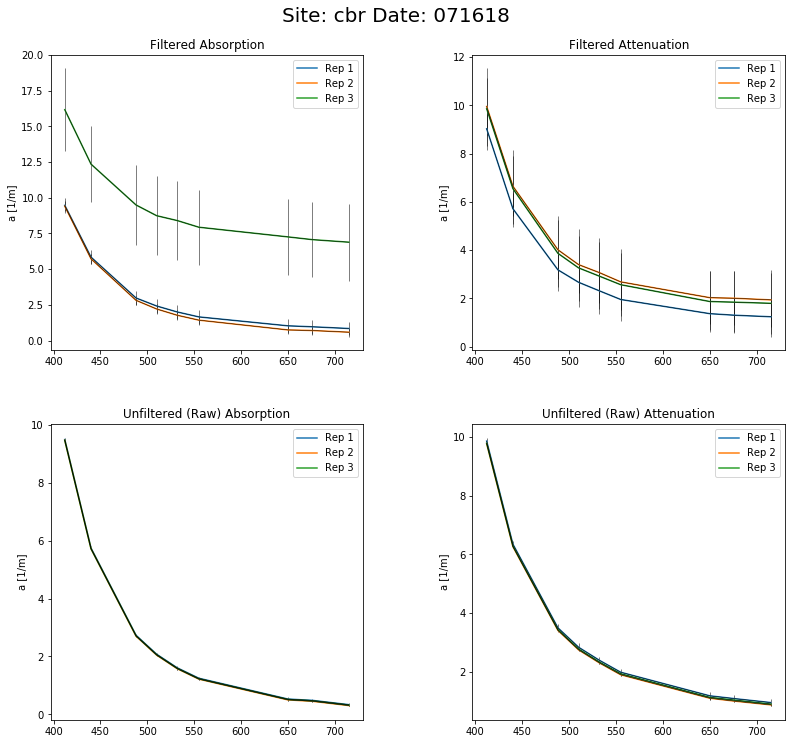 Site: cbr Date: 071618
Filtered Absorption
20.0
17.5
15.0
12.5
10.0
7.5
5.0
2.5
0.0
a [1/m]
Rep 1
Rep 2
Rep 3
400 450 500 550 600 650 700
Filtered Attenuation
12
10
8
6
4
2
0
a [1/m]
Rep 1
Rep 2
Rep 3
400 450 500 550 600 650 700
Unfiltered (Raw) Absorption
10
8
6
4
2
0
a [1/m]
Rep 1
Rep 2
Rep 3
400 450 500 550 600 650 700
Unfiltered (Raw) Attenuation
10
8
6
4
2
a [1/m]
Rep 1
Rep 2
Rep 3
400 450 500 550 600 650 700